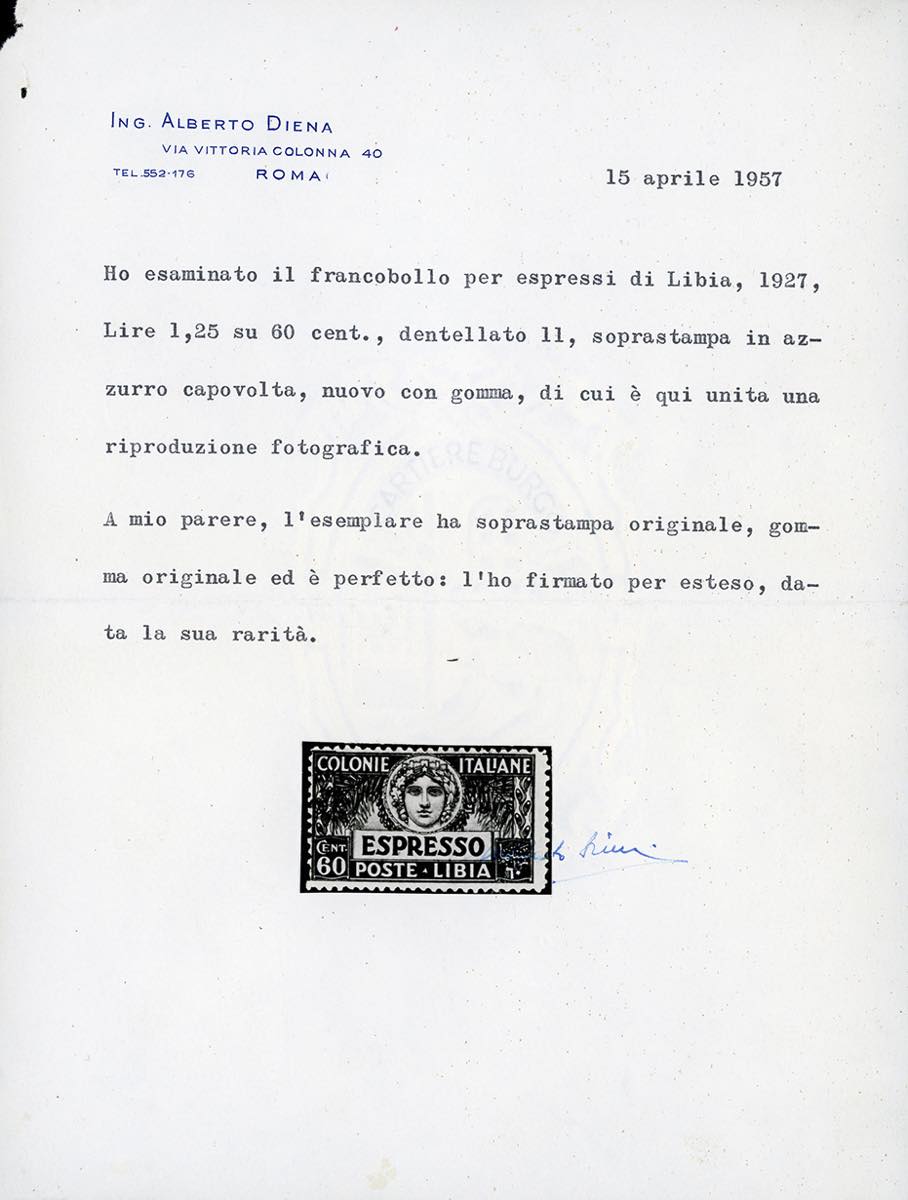 ING. ALBERTO DIENA
VIA VITTORIA COLONNA 40
TEL. 552-176 ROMA
15 aprile 1957
Ho esaminato il francobollo per espressi di Libia, 1927,
Lire 1,25 su 60 cent., dentellato 11, soprastampa in az-
zurro capovolta, nuovo con gomma, di cui è qui unita una
riproduzione fotografica.
A mio parere, l'esemplare ha soprastampa originale, gom-
ma originale ed è perfetto: l'ho firmato per esteso, da-
ta la sua rarità.
COLONIE ITALIANE
ESPRESSO
CENT. 60
POSTE · LIBIA